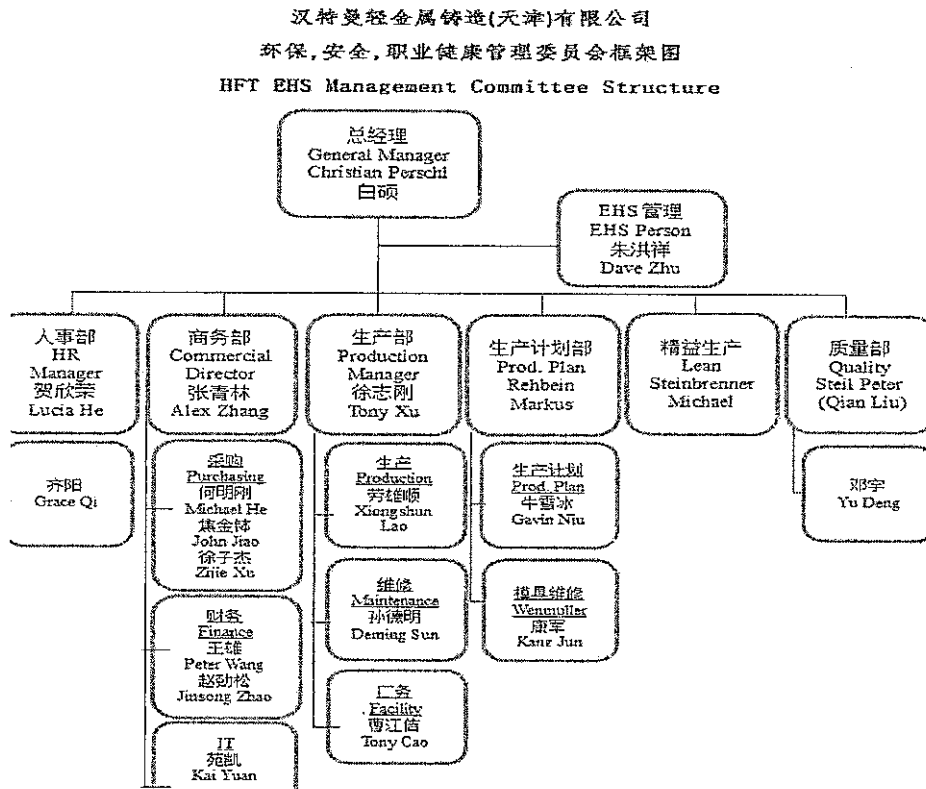 汉特曼轻金属铸造(天津)有限公司
环保,安全,职业健康管理委员会框架图
HFT EHS Management Committee Structure
总经理
General Manager
Christian Perschl
白硕
EHS 管理
EHS Person
朱洪祥
Dave Zhu
人事部
HR
Manager
贺欣荣
Lucia He
商务部
Commercial
Director
张青林
Alex Zhang
生产部
Production
Manager
徐志刚
Tony Xu
生产计划部
Prod. Plan
Rehbein
Markus
精益生产
Lean
Steinbrenner
Michael
质量部
Quality
Steil Peter
(Qian Liu)
齐阳
Grace Qi
采购
Purchasing
何明刚
Michael He
John Jiao
徐子杰
Zijie Xu
生产
Production
劳雄顺
Xiongshun
Lao
生产计划
Prod. Plan
牛雪冰
Gavin Niu
邓宇
Yu Deng
财务
Finance
王雄
Peter Wang
赵劲松
Jinsong Zhao
维修
Maintenance
孙德明
Deming Sun
模具维修
Wenmuller
康军
Kang Jun
IT
苑凯
Kai Yuan
厂务
Facility
曹江信
Tony Cao